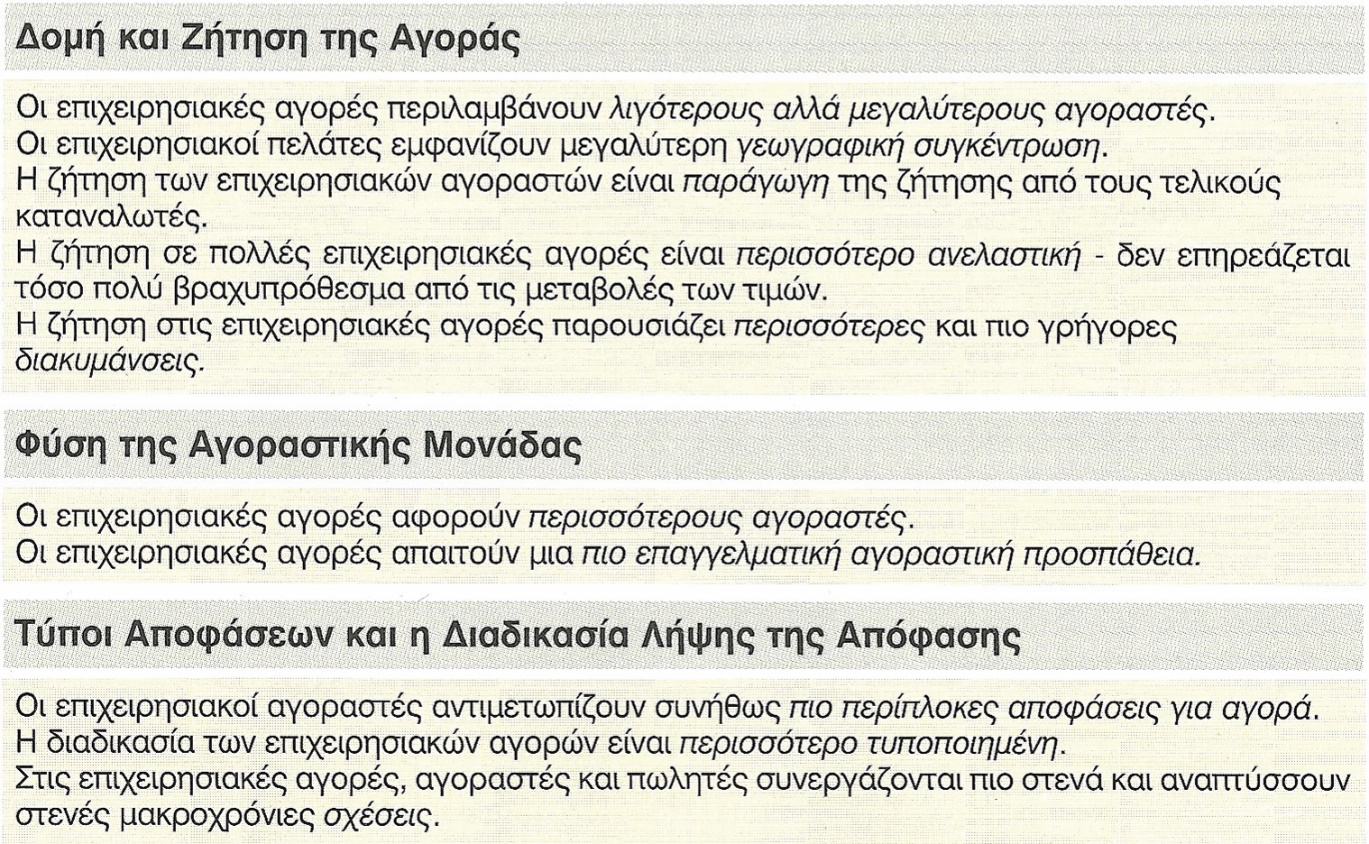 Δομή και Ζήτηση της Αγοράς
Οι επιχειρησιακές αγορές περιλαμβάνουν λιγότερους αλλά μεγαλύτερους αγοραστές.
Οι επιχειρησιακοί πελάτες εμφανίζουν μεγαλύτερη γεωγραφική συγκέντρωση.
Η ζήτηση των επιχειρησιακών αγοραστών είναι παράγωγη της ζήτησης από τους τελικούς
καταναλωτές.
Η ζήτηση σε πολλές επιχειρησιακές αγορές είναι περισσότερο ανελαστική - δεν επηρεάζεται
τόσο πολύ βραχυπρόθεσμα από τις μεταβολές των τιμών.
Η ζήτηση στις επιχειρησιακές αγορές παρουσιάζει περισσότερες και πιο γρήγορες
διακυμάνσεις.
Φύση της Αγοραστικής Μονάδας
Οι επιχειρησιακές αγορές αφορούν περισσότερους αγοραστές.
Οι επιχειρησιακές αγορές απαιτούν μια πιο επαγγελματική αγοραστική προσπάθεια.
Τύποι Αποφάσεων και η Διαδικασία Λήψης της Απόφασης
Οι επιχειρησιακοί αγοραστές αντιμετωπίζουν συνήθως πιο περίπλοκες αποφάσεις για αγορά.
Η διαδικασία των επιχειρησιακών αγορών είναι περισσότερο τυποποιημένη.
Στις επιχειρησιακές αγορές, αγοραστές και πωλητές συνεργάζονται πιο στενά και αναπτύσσουν
στενές μακροχρόνιες σχέσεις.